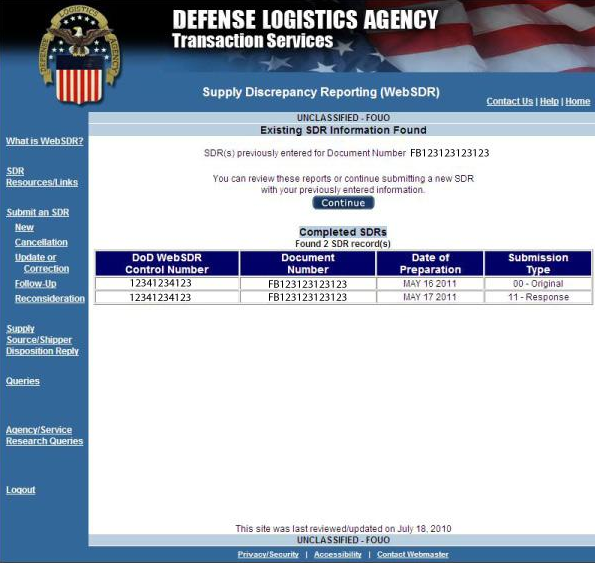 DEFENSE LOGISTICS AGENCY
Transaction Services
DEFENSE LOGISTICS AGENCY
Supply Discrepancy Reporting (WebSDR)
Contact Us | Help | Home
UNCLASSIFIED - FOUO
Existing SDR Information Found
What is WebSDR?
SDR
Resources/Links
Submit an SDR
New
Cancellation
Update or
Correction
Follow-Up
Reconsideration
Supply
Source/Shipper
Disposition Reply
Queries
Agency/Service
Research Queries
Logout
SDR(s) previously entered for Document Number FB123123123123
You can review these reports or continue submitting a new SDR
with your previously entered information.
Continue
Completed SDRs
Found 2 SDR record(s)
DoD WebSDR Control Number Document Number Date of Preparation Submission Type
12341234123 FB123123123123 MAY 16 2011 00 - Original
12341234123 FB123123123123 MAY 17 2011 11 - Response
This site was last reviewed/updated on July 18, 2010
UNCLASSIFIED - FOUO
Privacy/Security | Accessibility | Contact Webmaster